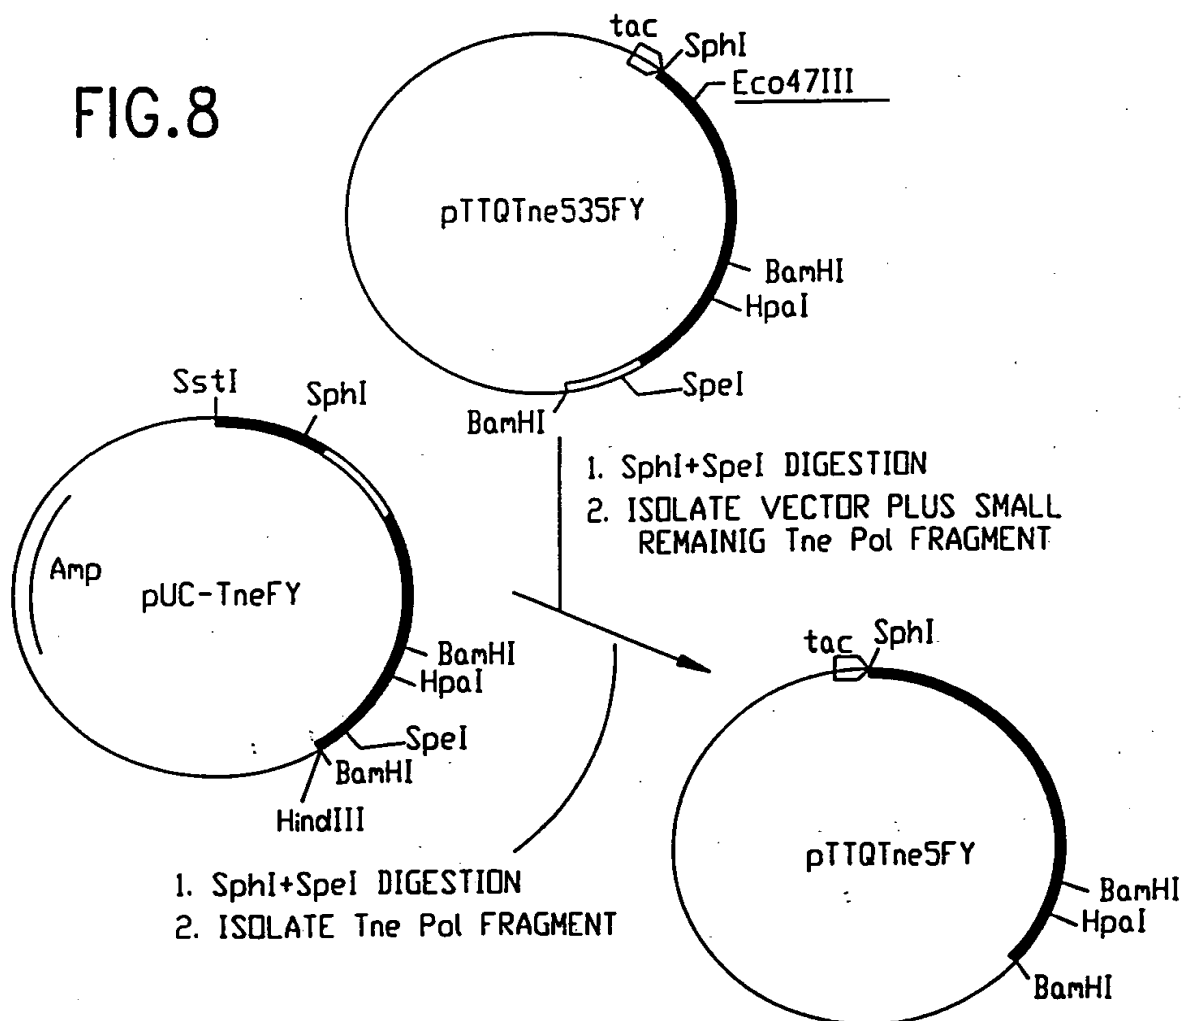 FIG.8
tac
SphI
Eco47III
pTTQTne535FY
BamHI
HpaI
SpeI
BamHI
SstI
SphI
Amp
pUC-TneFY
BamHI
HpaI
SpeI
BamHI
HindIII
1. SphI+SpeI DIGESTION
2. ISOLATE VECTOR PLUS SMALL
REMAINIG Tne Pol FRAGMENT
1. SphI+SpeI DIGESTION
2. ISOLATE Tne Pol FRAGMENT
tac
SphI
pTTQTne5FY
BamHI
HpaI
BamHI